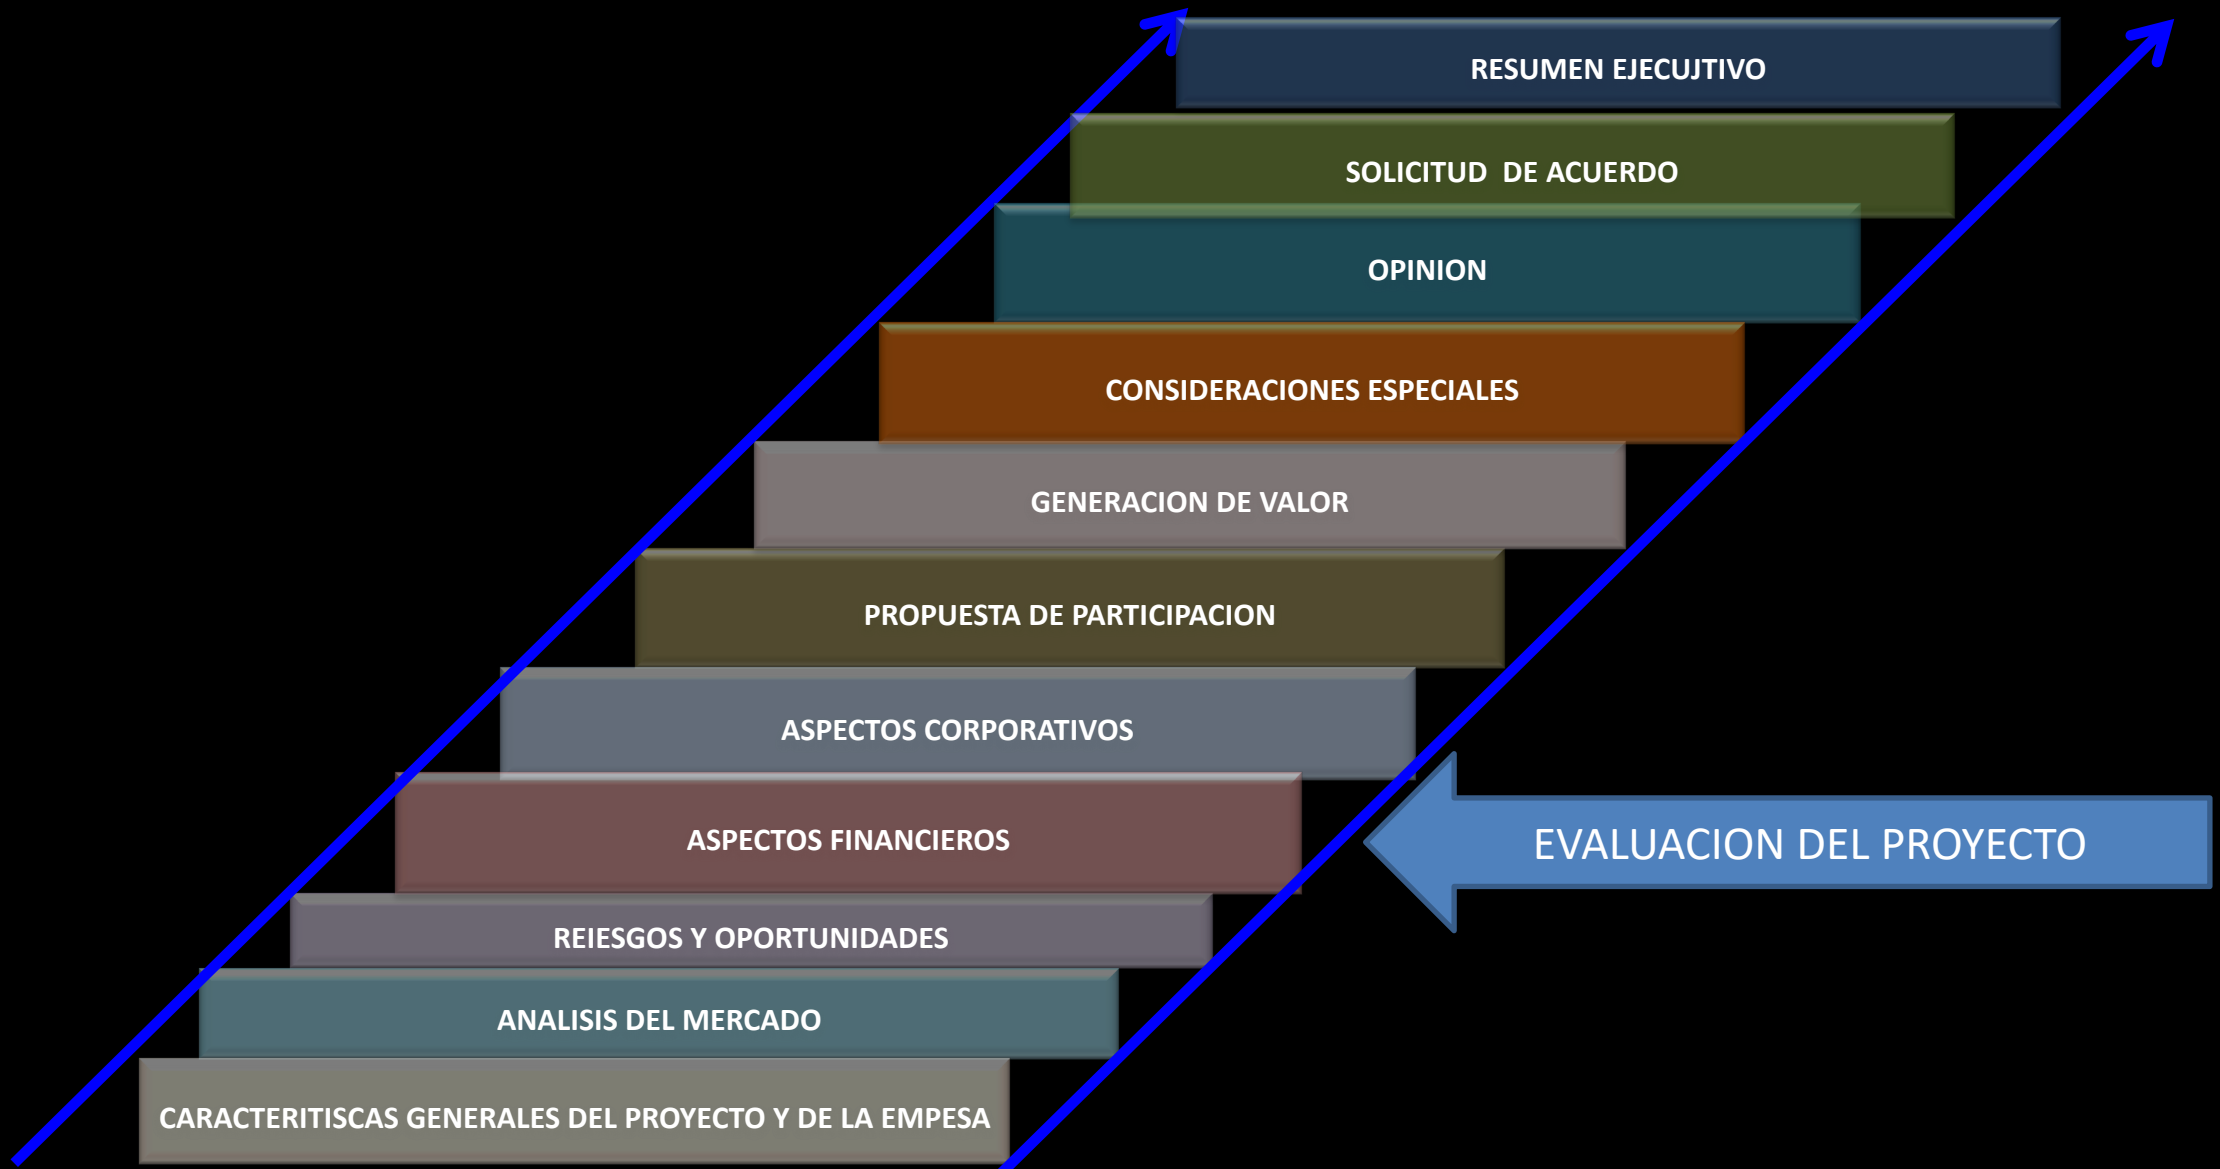 RESUMEN EJECUJTIVO
SOLICITUD DE ACUERDO
OPINION
CONSIDERACIONES ESPECIALES
GENERACION DE VALOR
PROPUESTA DE PARTICIPACION
ASPECTOS CORPORATIVOS
ASPECTOS FINANCIEROS
EVALUACION DEL PROYECTO
REIESGOS Y OPORTUNIDADES
ANALISIS DEL MERCADO
CARACTERITISCAS GENERALES DEL PROYECTO Y DE LA EMPESA